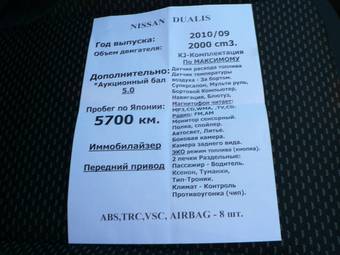 NISSAN DUALIS
Год выпуска: 2010/09
Объем двигателя: 2000 cm3.
KJ-Комплектация
По МАКСИМОМУ
Дополнительно:
*Аукционный бал
5.0
Пробег по Японии:
5700 км.
Иммобилайзер
Передний привод
Датчик расхода топлива
Датчик температуры
воздуха - За бортом.
Суперсалон, Мульти руль.
Бортовой Компьютер,
Навигация, Блютуз,
Магнитофон читает:
MP3,CD,WMA, ,TV,CD.
Радио: FM,AM
Монитор сенсорный.
Полка, спойлер.
Автосвет, Литье.
Боковая камера.
Камера заднего вида.
ЭКО режим топлива (кнопка).
2 печки Раздельные:
Пассажир - Водитель.
Ксенон, Туманки,
Тип-Троник.
Климат - Контроль
Противоугонка (чип).
ABS,TRC,VSC, AIRBAG - 8 шт.